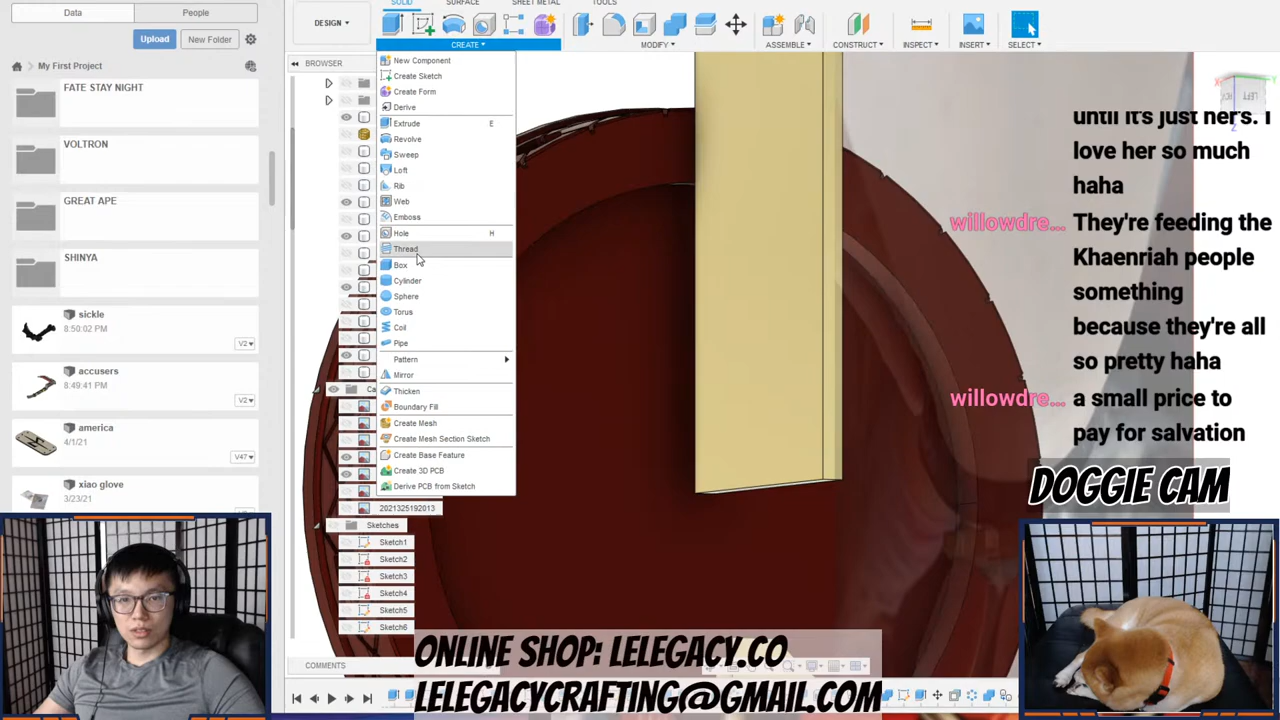 Data
People
Upload
New Folder
My First Project
FATE STAY NIGHT
VOLTRON
GREAT APE
SHINYA
sickle
8:50:02 PM
V2
accusers
8:49:41 PM
V2
america
4/1/21
V47
xiao glove
3/23/21
DESIGN
SOLID
SURFACE
SHEET METAL
TOOLS
CREATE
MODIFY
ASSEMBLE
CONSTRUCT
INSPECT
INSERT
SELECT
BROWSER
New Component
Create Sketch
Create Form
Derive
Extrude E
Revolve
Sweep
Loft
Rib
Web
Emboss
Hole H
Thread
Box
Cylinder
Sphere
Torus
Coil
Pipe
Pattern
Mirror
Thicken
Boundary Fill
Create Mesh
Create Mesh Section Sketch
Create Base Feature
Create 3D PCB
Derive PCB from Sketch
Ca
2021325192013
Sketches
Sketch1
Sketch2
Sketch3
Sketch4
Sketch5
Sketch6
COMMENTS
LEFT
X
Z
until it's just hers. I
love her so much
haha
willowdre... They're feeding the
Khaenriah people
something
because they're all
so pretty haha
willowdre... a small price to
pay for salvation
DOGGIE CAM
ONLINE SHOP: LELEGACY.CO
LELEGACYCRAFTING@GMAIL.COM